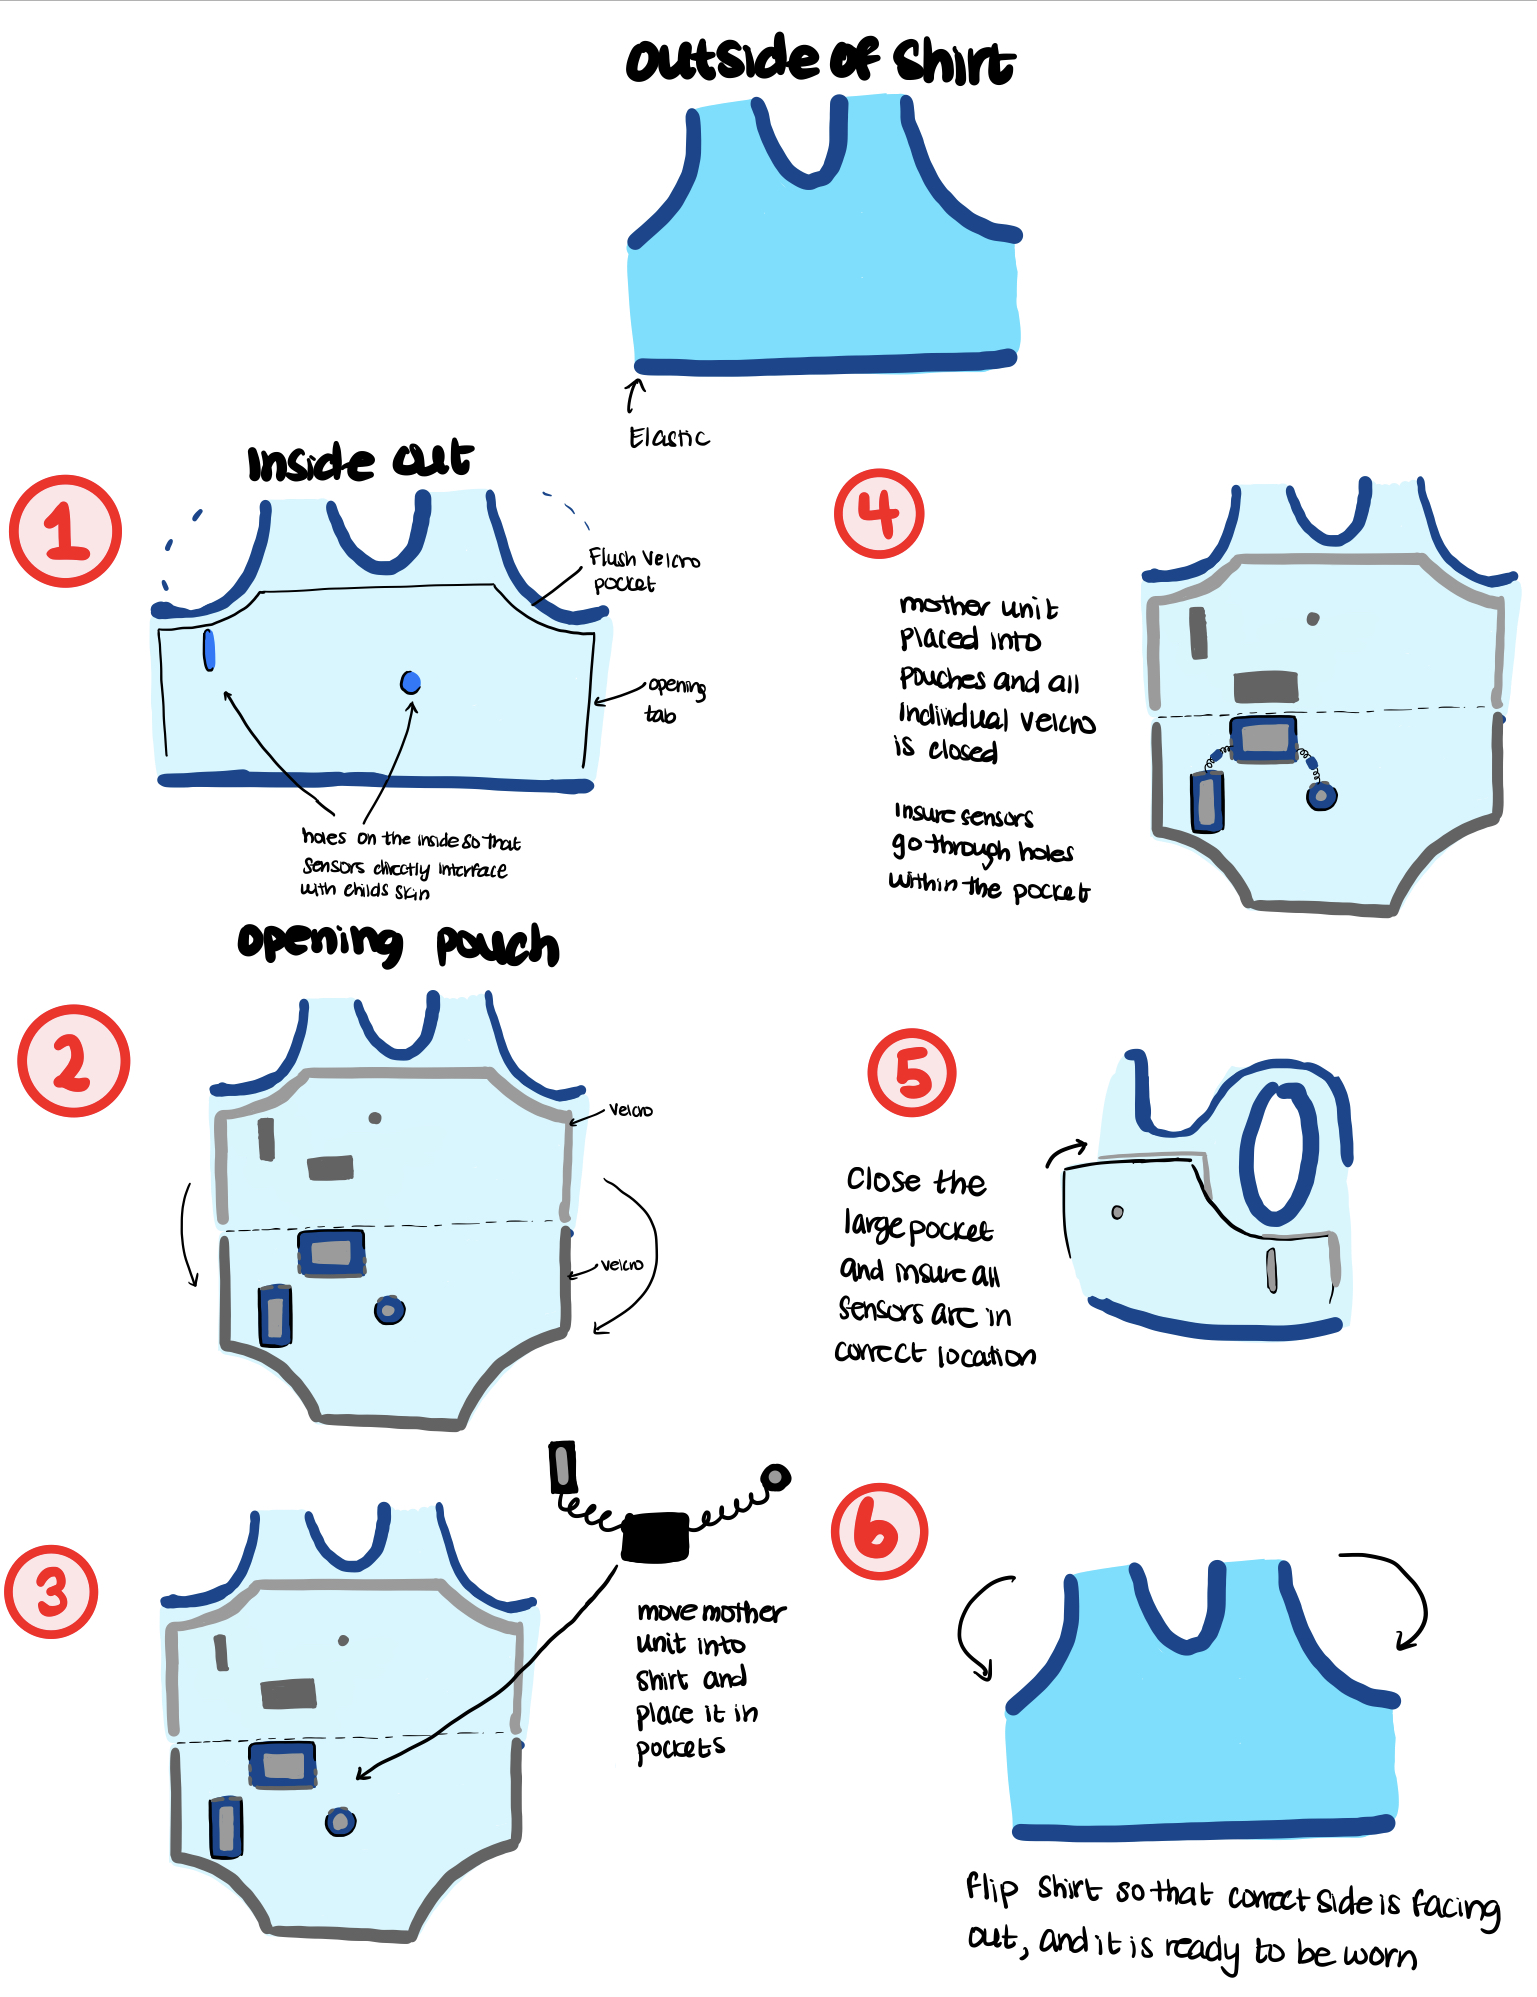 Outside of Shirt
Elastic
1
Inside out
Flush velcro
pocket
opening
tab
holes on the inside so that
sensors directly interface
with childs skin
2
opening pouch
velcro
velcro
3
move mother
unit into
shirt and
place it in
pockets
4
mother unit
placed into
pouches and all
individual velcro
is closed
Insure sensors
go through holes
within the pocket
5
Close the
large pocket
and insure all
sensors are in
correct location
6
flip shirt so that correct side is facing
out, and it is ready to be worn